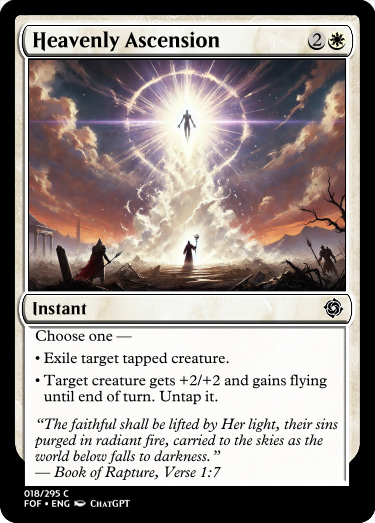 Heavenly Ascension 2
Instant
Choose one —
• Exile target tapped creature.
• Target creature gets +2/+2 and gains flying
until end of turn. Untap it.
“The faithful shall be lifted by Her light, their sins
purged in radiant fire, carried to the skies as the
world below falls to darkness.”
— Book of Rapture, Verse 1:7
018/295 C
FOF • ENG ChatGPT